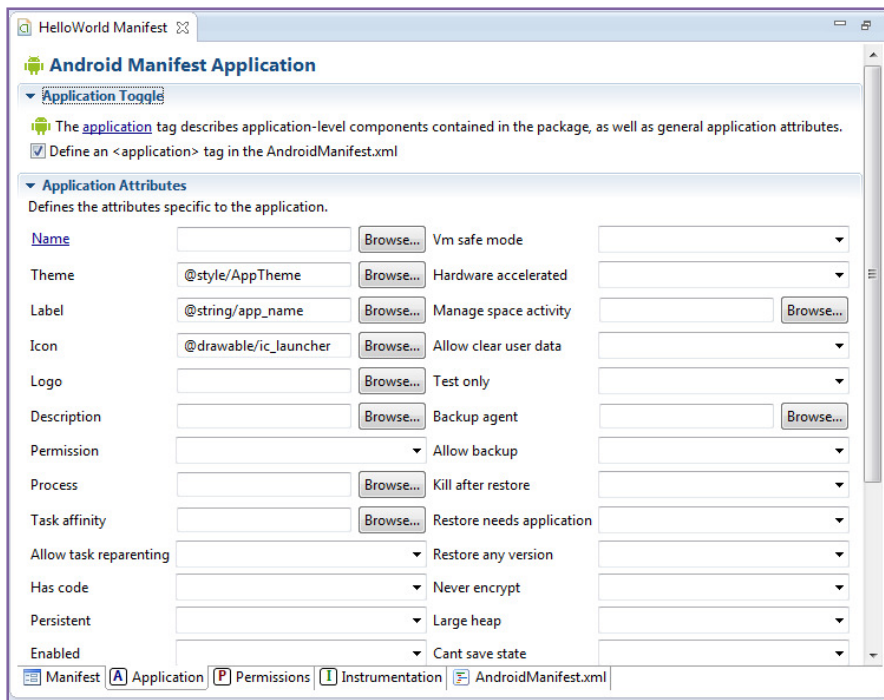 HelloWorld Manifest
Android Manifest Application
Application Toggle
The application tag describes application-level components contained in the package, as well as general application attributes.
Define an <application> tag in the AndroidManifest.xml
Application Attributes
Defines the attributes specific to the application.
Name Browse... Vm safe mode
Theme @style/AppTheme Browse... Hardware accelerated
Label @string/app_name Browse... Manage space activity Browse...
Icon @drawable/ic_launcher Browse... Allow clear user data
Logo Browse... Test only
Description Browse... Backup agent Browse...
Permission Allow backup
Process Browse... Kill after restore
Task affinity Browse... Restore needs application
Allow task reparenting Restore any version
Has code Never encrypt
Persistent Large heap
Enabled Cant save state
Manifest A Application P Permissions I Instrumentation AndroidManifest.xml